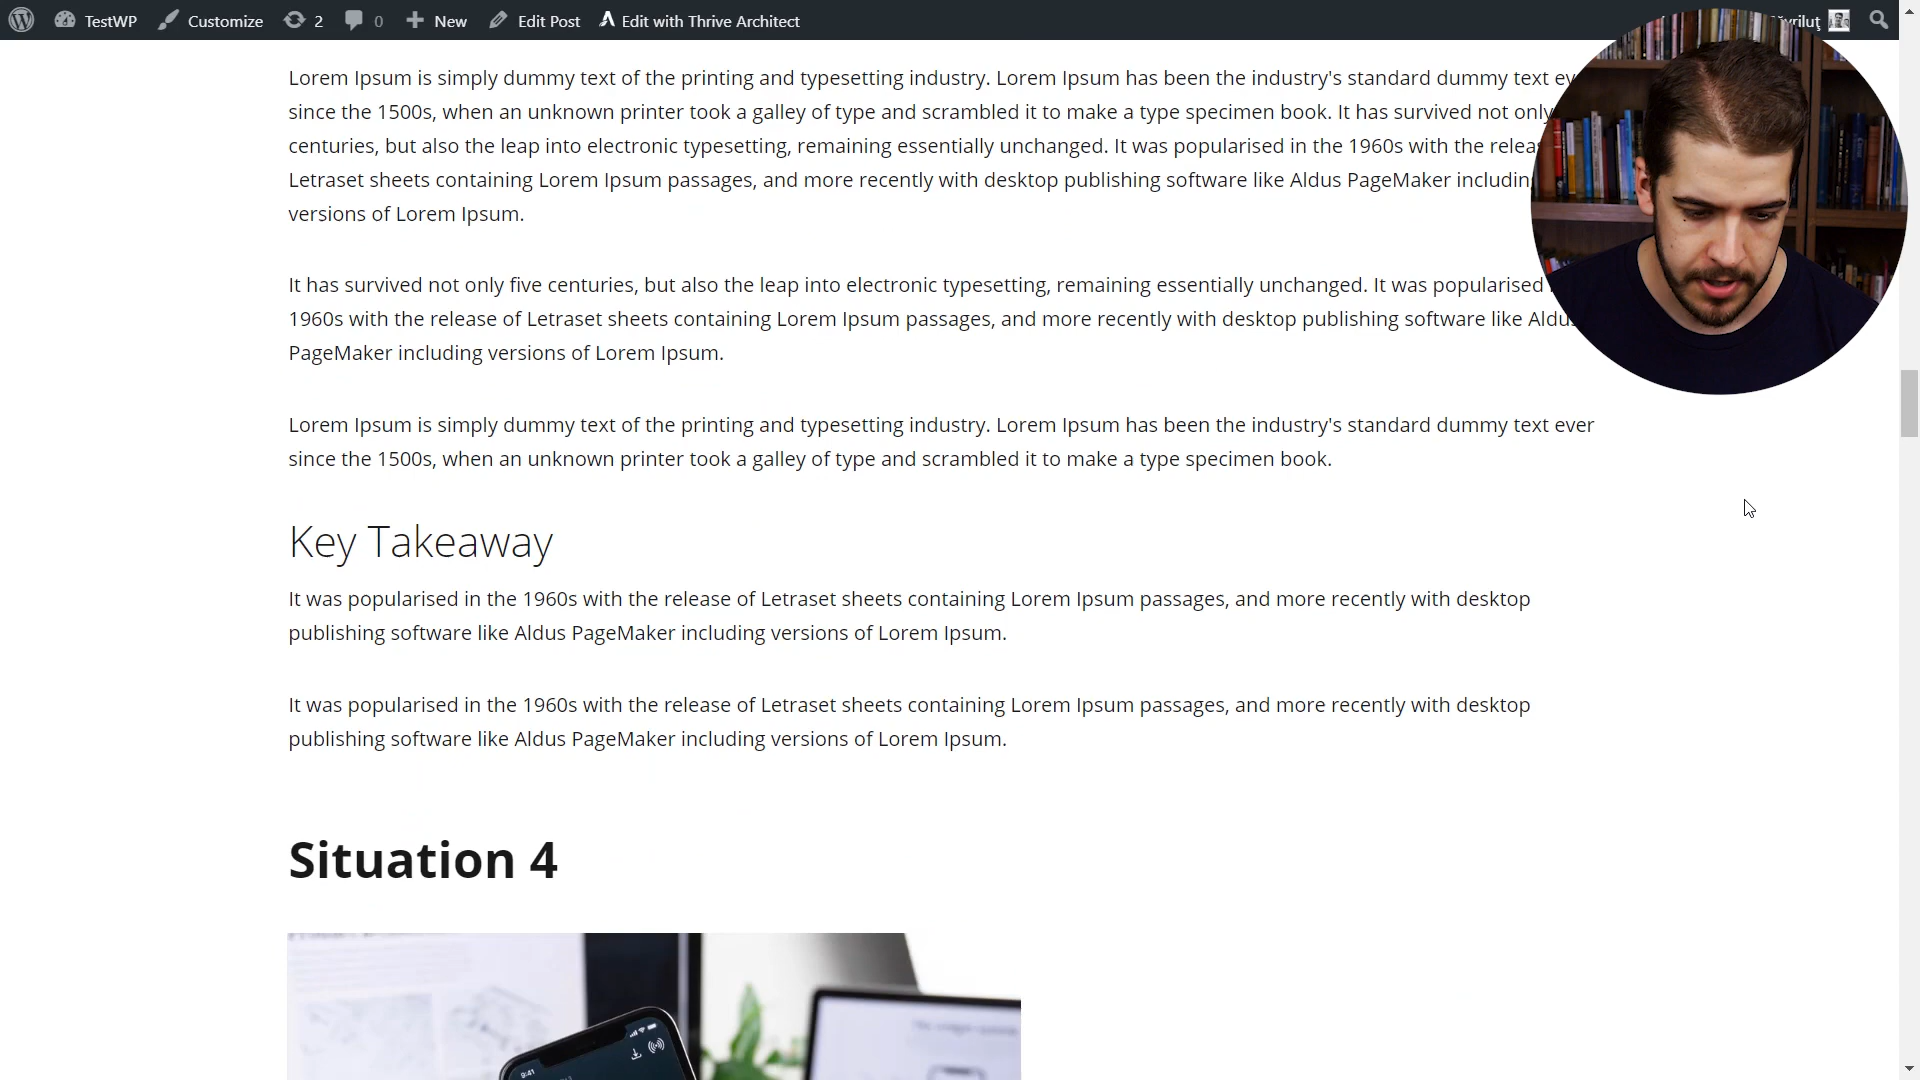 TestWP Customize 2 0 New Edit Post Edit with Thrive Architect
Lorem Ipsum is simply dummy text of the printing and typesetting industry. Lorem Ipsum has been the industry's standard dummy text
since the 1500s, when an unknown printer took a galley of type and scrambled it to make a type specimen book. It has survived not only
centuries, but also the leap into electronic typesetting, remaining essentially unchanged. It was popularised in the 1960s with the
Letraset sheets containing Lorem Ipsum passages, and more recently with desktop publishing software like Aldus PageMaker
versions of Lorem Ipsum.
It has survived not only five centuries, but also the leap into electronic typesetting, remaining essentially unchanged. It was popularised
1960s with the release of Letraset sheets containing Lorem Ipsum passages, and more recently with desktop publishing software like
PageMaker including versions of Lorem Ipsum.
Lorem Ipsum is simply dummy text of the printing and typesetting industry. Lorem Ipsum has been the industry's standard dummy text ever
since the 1500s, when an unknown printer took a galley of type and scrambled it to make a type specimen book.
Key Takeaway
It was popularised in the 1960s with the release of Letraset sheets containing Lorem Ipsum passages, and more recently with desktop
publishing software like Aldus PageMaker including versions of Lorem Ipsum.
It was popularised in the 1960s with the release of Letraset sheets containing Lorem Ipsum passages, and more recently with desktop
publishing software like Aldus PageMaker including versions of Lorem Ipsum.
Situation 4
9:41